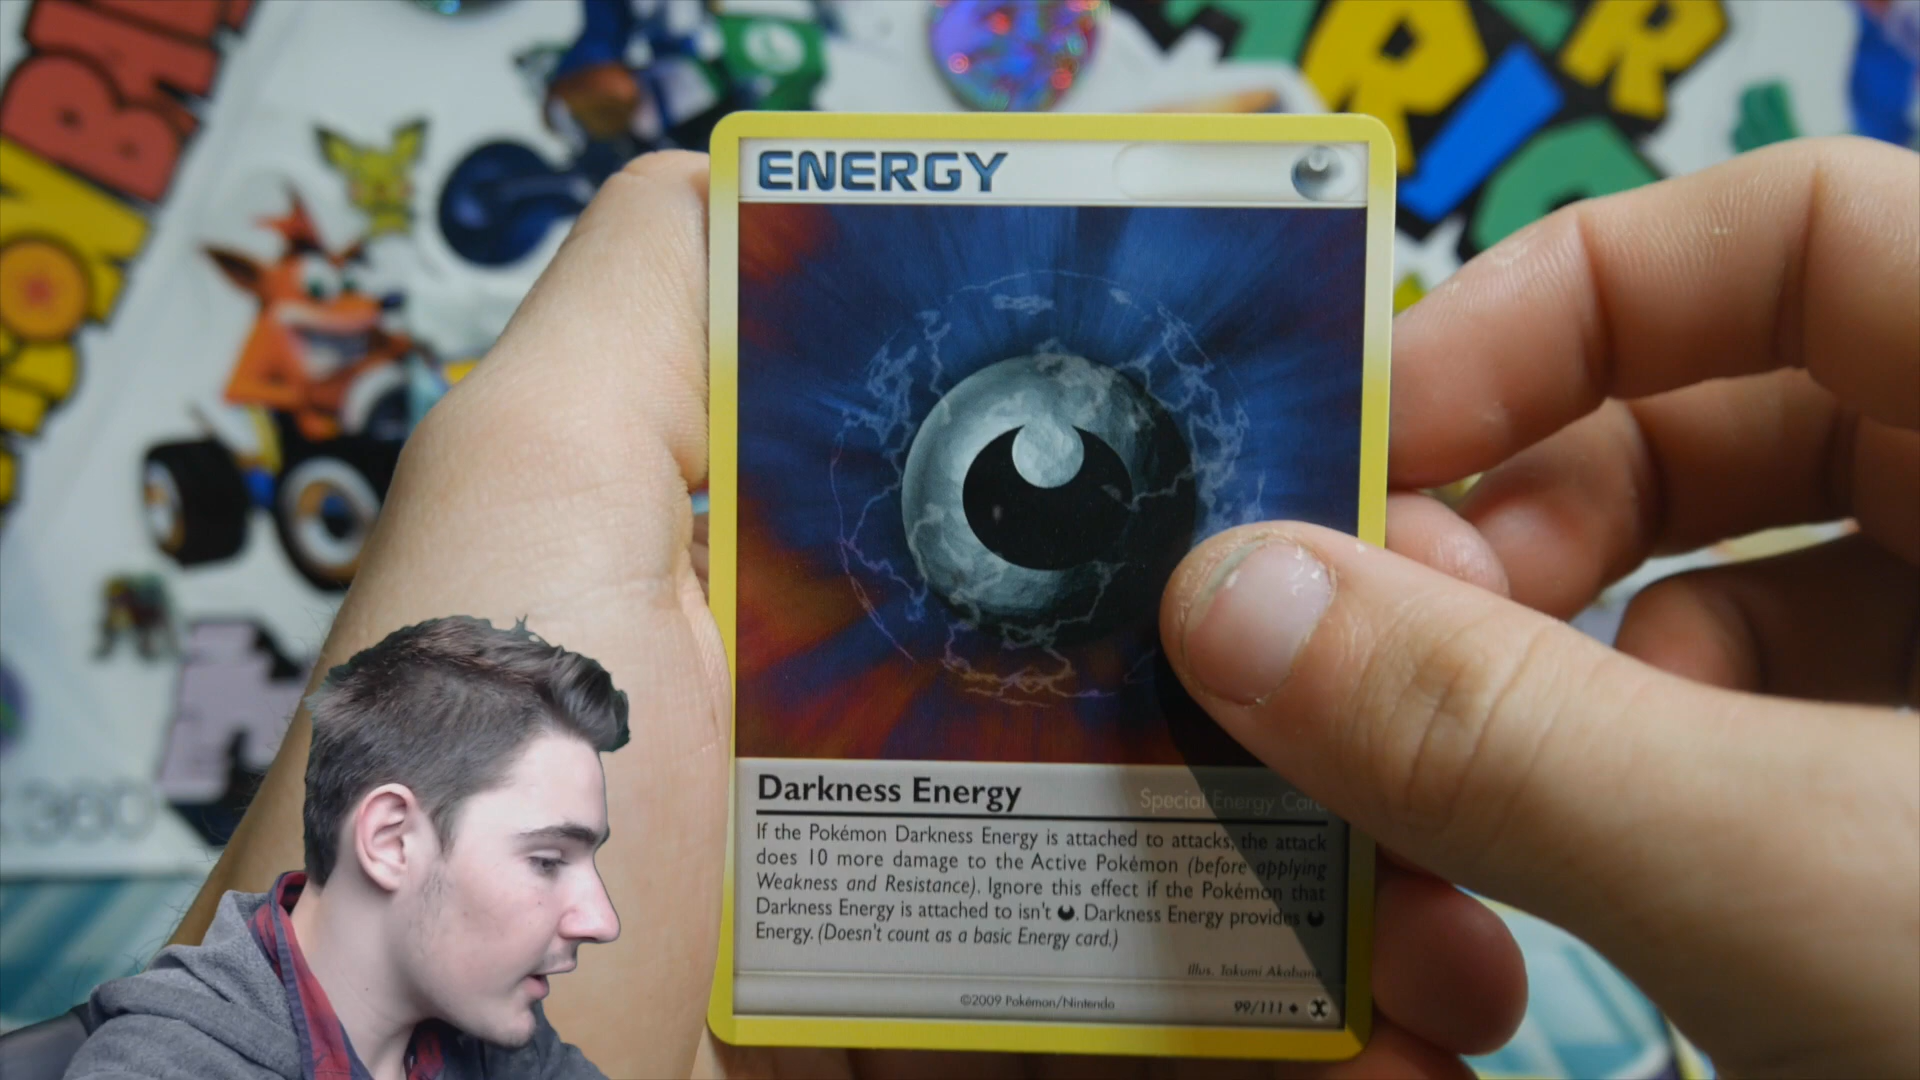 ENERGY
Darkness Energy
Special Energy Card
If the Pokémon Darkness Energy is attached to attacks, the attack
does 10 more damage to the Active Pokémon (before applying
Weakness and Resistance). Ignore this effect if the Pokémon that
Darkness Energy is attached to isn't . Darkness Energy provides
Energy. (Doesn't count as a basic Energy card.)
Illus. Takumi Akabane
©2009 Pokémon/Nintendo
99/111
360